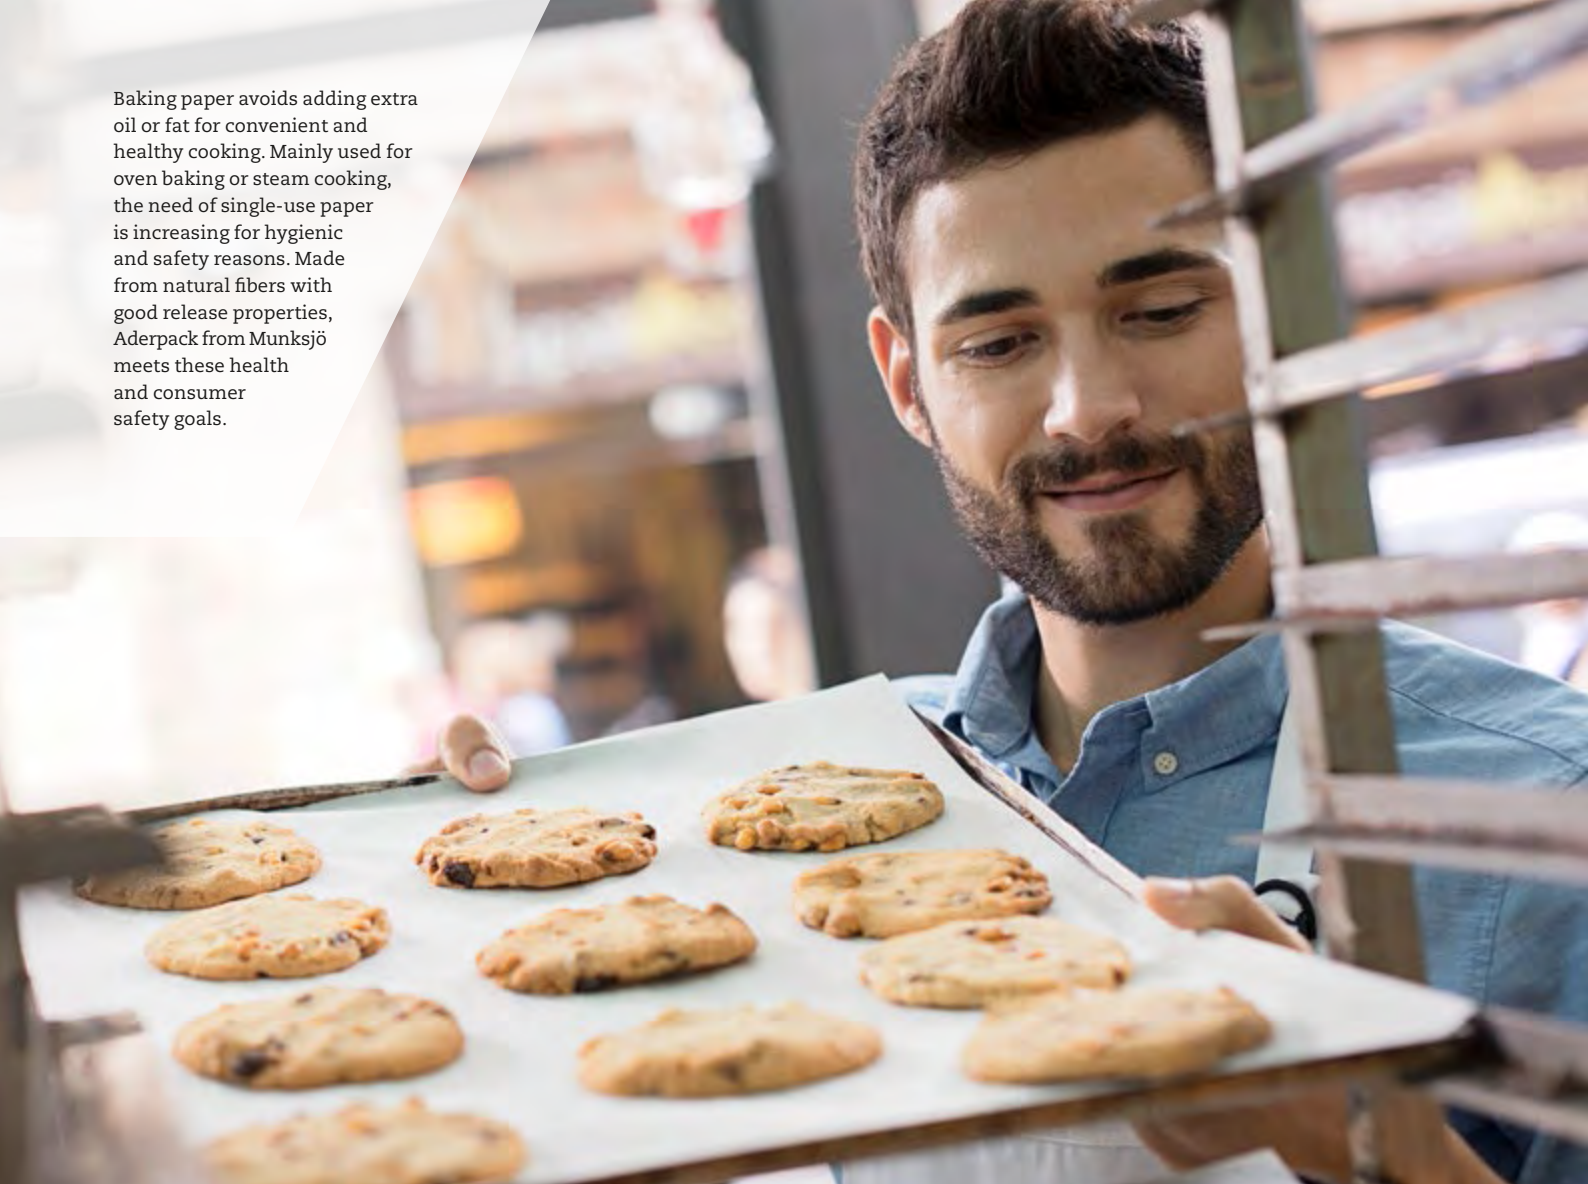 Baking paper avoids adding extra
oil or fat for convenient and
healthy cooking. Mainly used for
oven baking or steam cooking,
the need of single-use paper
is increasing for hygienic
and safety reasons. Made
from natural fibers with
good release properties,
Aderpack from Munksjö
meets these health
and consumer
safety goals.